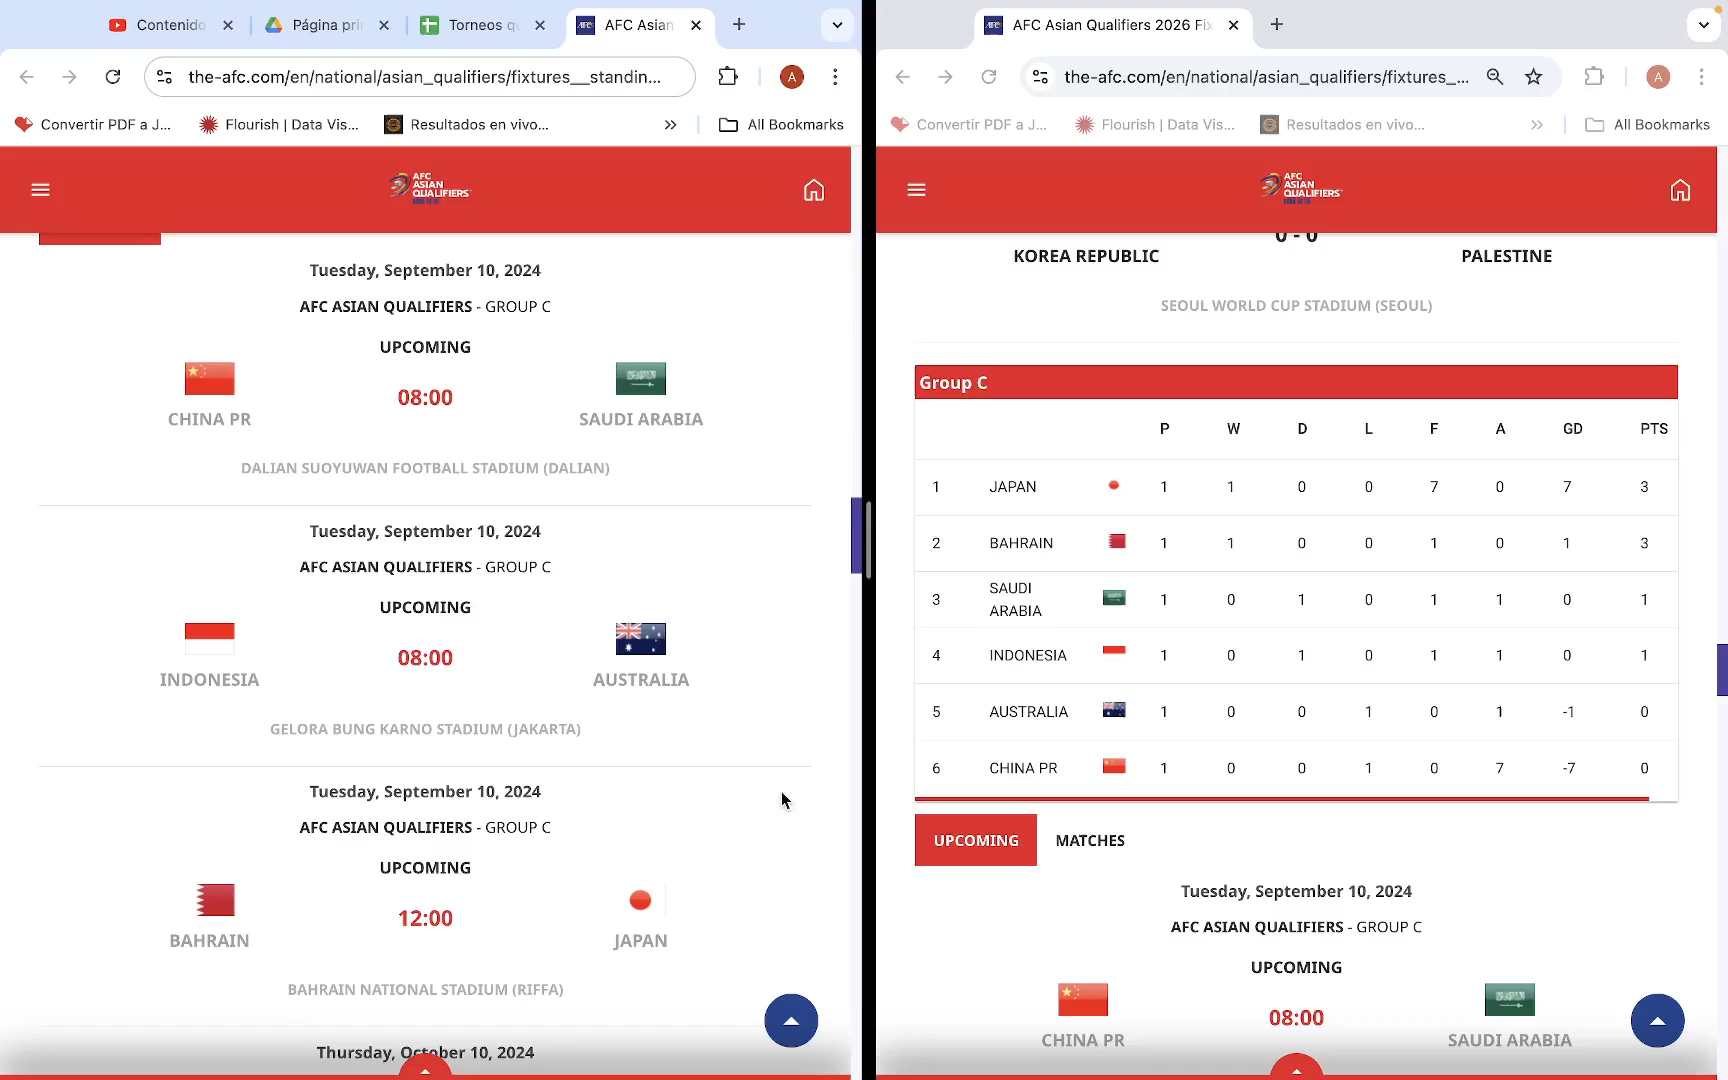 Contenido
Página pri
Torneos q
AFC Asian
the-afc.com/en/national/asian_qualifiers/fixtures__standin...
A
Convertir PDF a J...
Flourish | Data Vis...
Resultados en vivo...
All Bookmarks
AFC
ASIAN
QUALIFIERS
Tuesday, September 10, 2024
AFC ASIAN QUALIFIERS - GROUP C
UPCOMING
08:00
CHINA PR
SAUDI ARABIA
DALIAN SUOYUWAN FOOTBALL STADIUM (DALIAN)
Tuesday, September 10, 2024
AFC ASIAN QUALIFIERS - GROUP C
UPCOMING
08:00
INDONESIA
AUSTRALIA
GELORA BUNG KARNO STADIUM (JAKARTA)
Tuesday, September 10, 2024
AFC ASIAN QUALIFIERS - GROUP C
UPCOMING
12:00
BAHRAIN
JAPAN
BAHRAIN NATIONAL STADIUM (RIFFA)
Thursday, October 10, 2024
AFC Asian Qualifiers 2026 Fi
the-afc.com/en/national/asian_qualifiers/fixtures_...
A
Convertir PDF a J...
Flourish | Data Vis...
Resultados en vivo...
All Bookmarks
AFC
ASIAN
QUALIFIERS
0 - 0
KOREA REPUBLIC
PALESTINE
SEOUL WORLD CUP STADIUM (SEOUL)
Group C
P W D L F A GD PTS
1 JAPAN 1 1 0 0 7 0 7 3
2 BAHRAIN 1 1 0 0 1 0 1 3
3 SAUDI ARABIA 1 0 1 0 1 1 0 1
4 INDONESIA 1 0 1 0 1 1 0 1
5 AUSTRALIA 1 0 0 1 0 1 -1 0
6 CHINA PR 1 0 0 1 0 7 -7 0
UPCOMING MATCHES
Tuesday, September 10, 2024
AFC ASIAN QUALIFIERS - GROUP C
UPCOMING
08:00
CHINA PR
SAUDI ARABIA